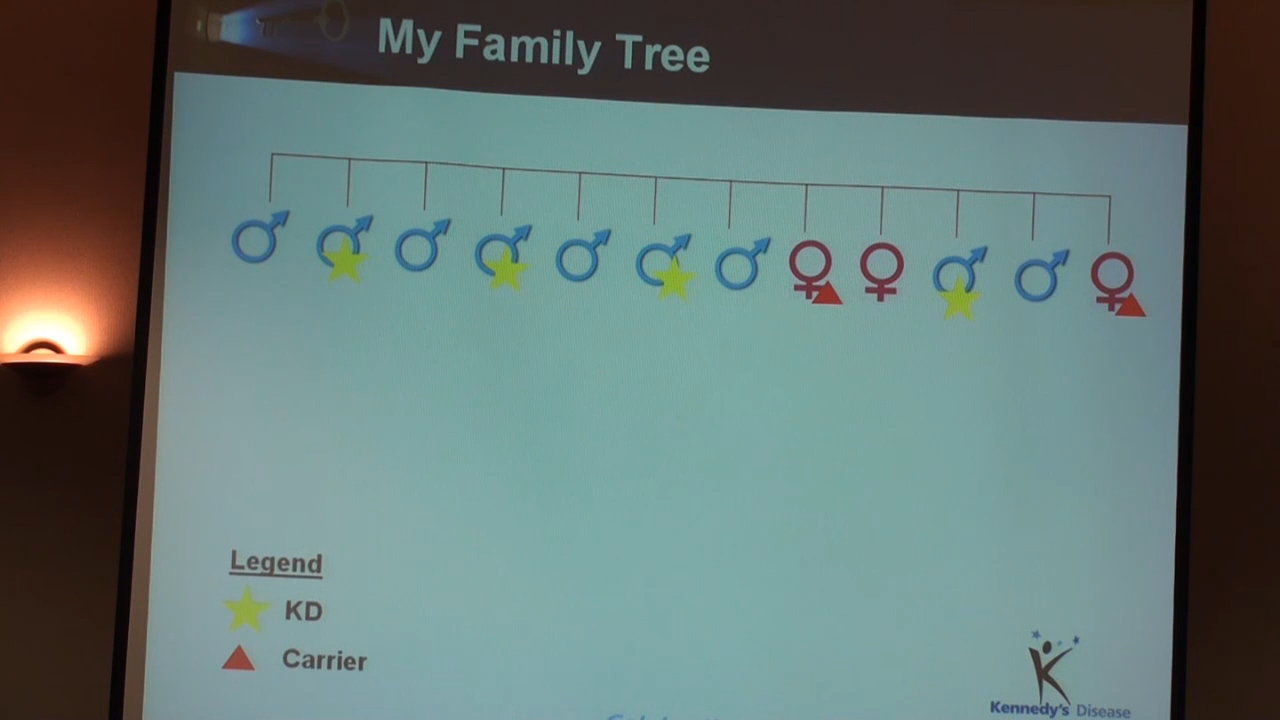 My Family Tree
Legend
KD
Carrier
Kennedy's Disease